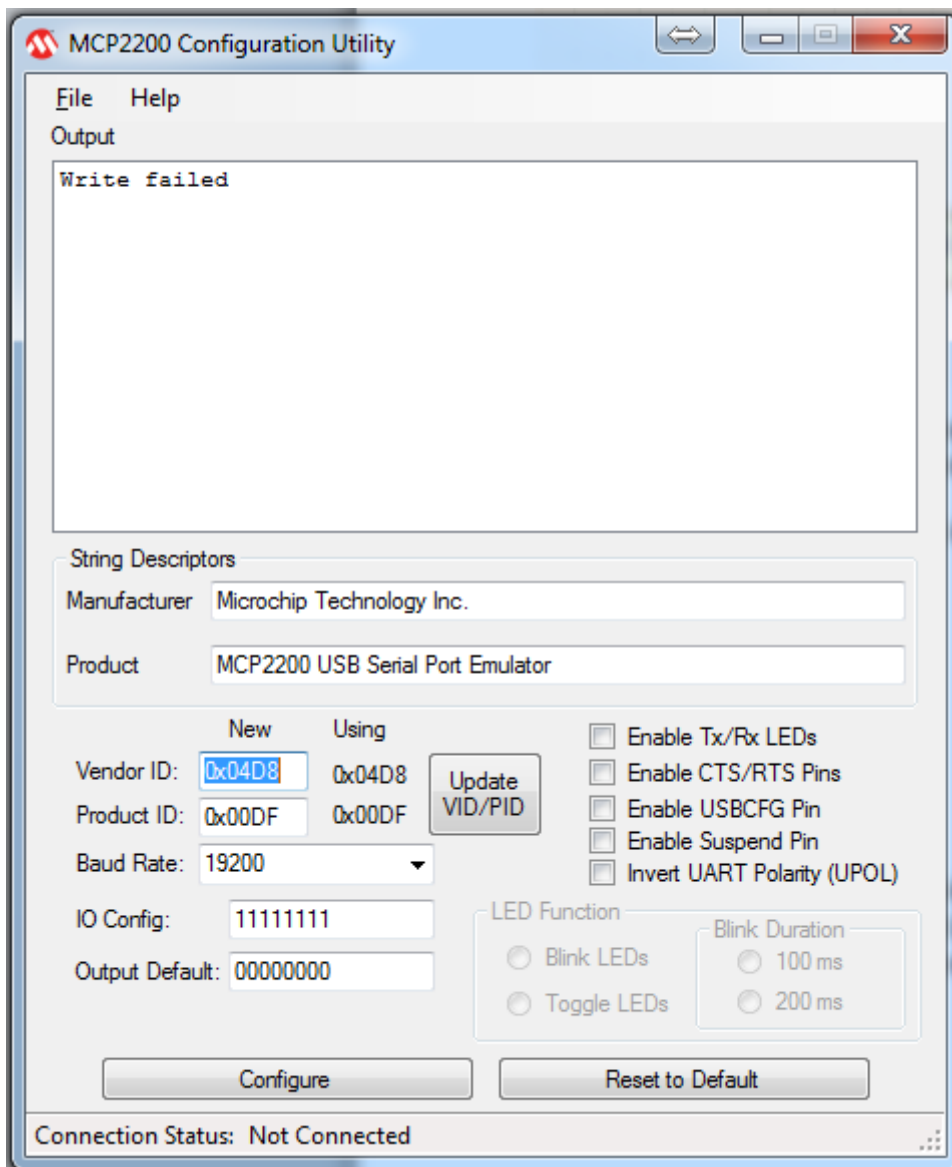 MCP2200 Configuration Utility
File Help
Output
Write failed
String Descriptors
Manufacturer Microchip Technology Inc.
Product MCP2200 USB Serial Port Emulator
New Using
Vendor ID: 0x04D8 0x04D8
Product ID: 0x00DF 0x00DF
Update
VID/PID
Baud Rate: 19200
IO Config: 11111111
Output Default: 00000000
Enable Tx/Rx LEDs
Enable CTS/RTS Pins
Enable USBCFG Pin
Enable Suspend Pin
Invert UART Polarity (UPOL)
LED Function
Blink LEDs
Toggle LEDs
Blink Duration
100 ms
200 ms
Configure Reset to Default
Connection Status: Not Connected